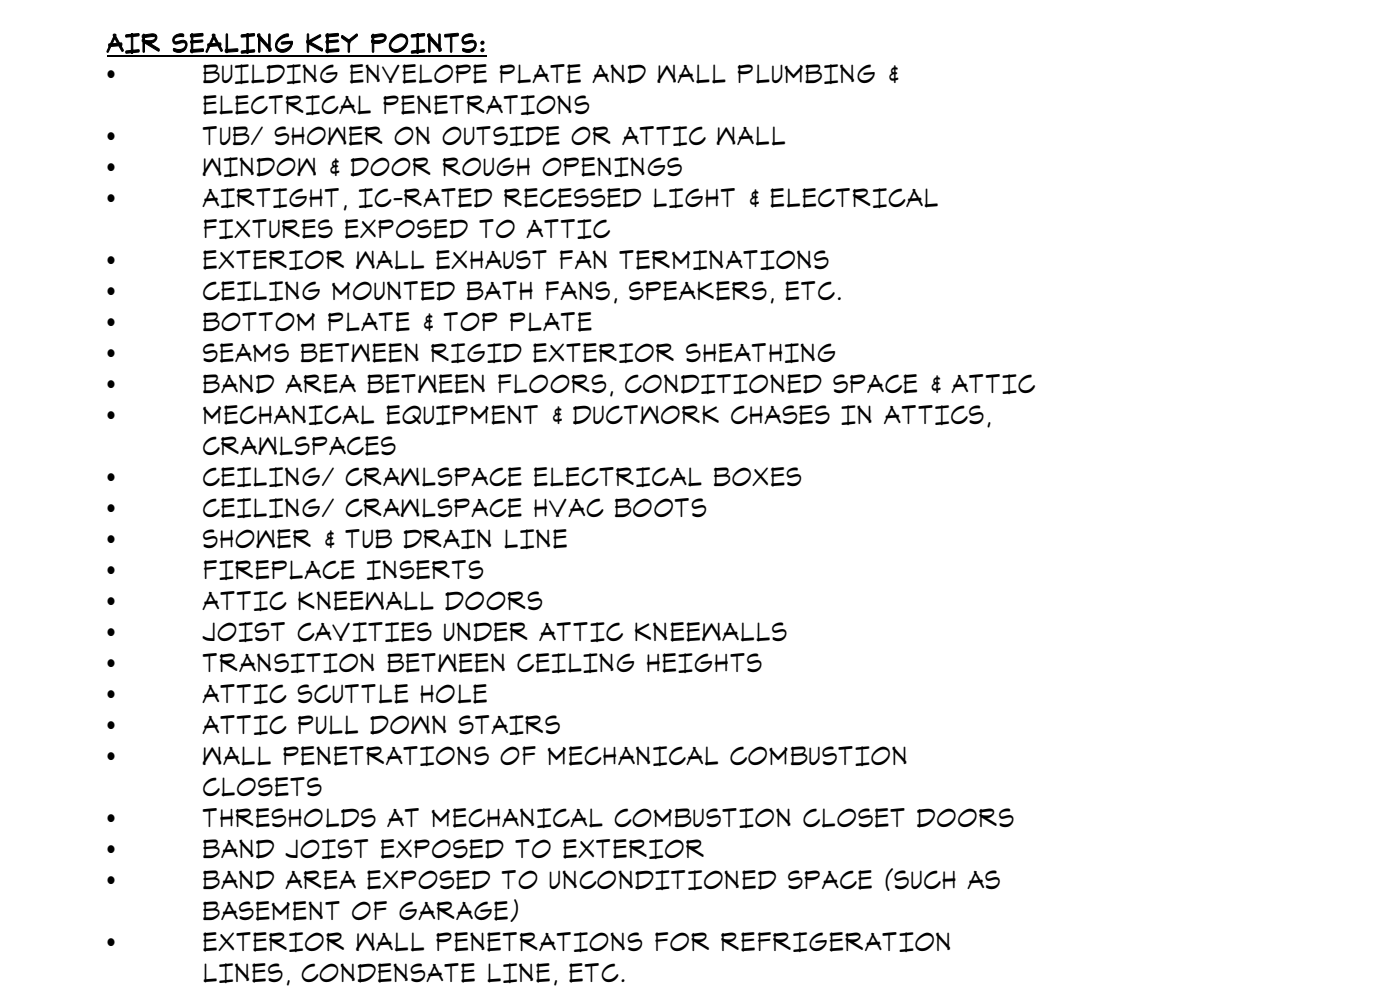 AIR SEALING KEY POINTS:
• BUILDING ENVELOPE PLATE AND WALL PLUMBING &
ELECTRICAL PENETRATIONS
• TUB/ SHOWER ON OUTSIDE OR ATTIC WALL
• WINDOW & DOOR ROUGH OPENINGS
• AIRTIGHT, IC-RATED RECESSED LIGHT & ELECTRICAL
FIXTURES EXPOSED TO ATTIC
• EXTERIOR WALL EXHAUST FAN TERMINATIONS
• CEILING MOUNTED BATH FANS, SPEAKERS, ETC.
• BOTTOM PLATE & TOP PLATE
• SEAMS BETWEEN RIGID EXTERIOR SHEATHING
• BAND AREA BETWEEN FLOORS, CONDITIONED SPACE & ATTIC
• MECHANICAL EQUIPMENT & DUCTWORK CHASES IN ATTICS,
CRAWLSPACES
• CEILING/ CRAWLSPACE ELECTRICAL BOXES
• CEILING/ CRAWLSPACE HVAC BOOTS
• SHOWER & TUB DRAIN LINE
• FIREPLACE INSERTS
• ATTIC KNEEWALL DOORS
• JOIST CAVITIES UNDER ATTIC KNEEWALLS
• TRANSITION BETWEEN CEILING HEIGHTS
• ATTIC SCUTTLE HOLE
• ATTIC PULL DOWN STAIRS
• WALL PENETRATIONS OF MECHANICAL COMBUSTION
CLOSETS
• THRESHOLDS AT MECHANICAL COMBUSTION CLOSET DOORS
• BAND JOIST EXPOSED TO EXTERIOR
• BAND AREA EXPOSED TO UNCONDITIONED SPACE (SUCH AS
BASEMENT OF GARAGE)
• EXTERIOR WALL PENETRATIONS FOR REFRIGERATION
LINES, CONDENSATE LINE, ETC.